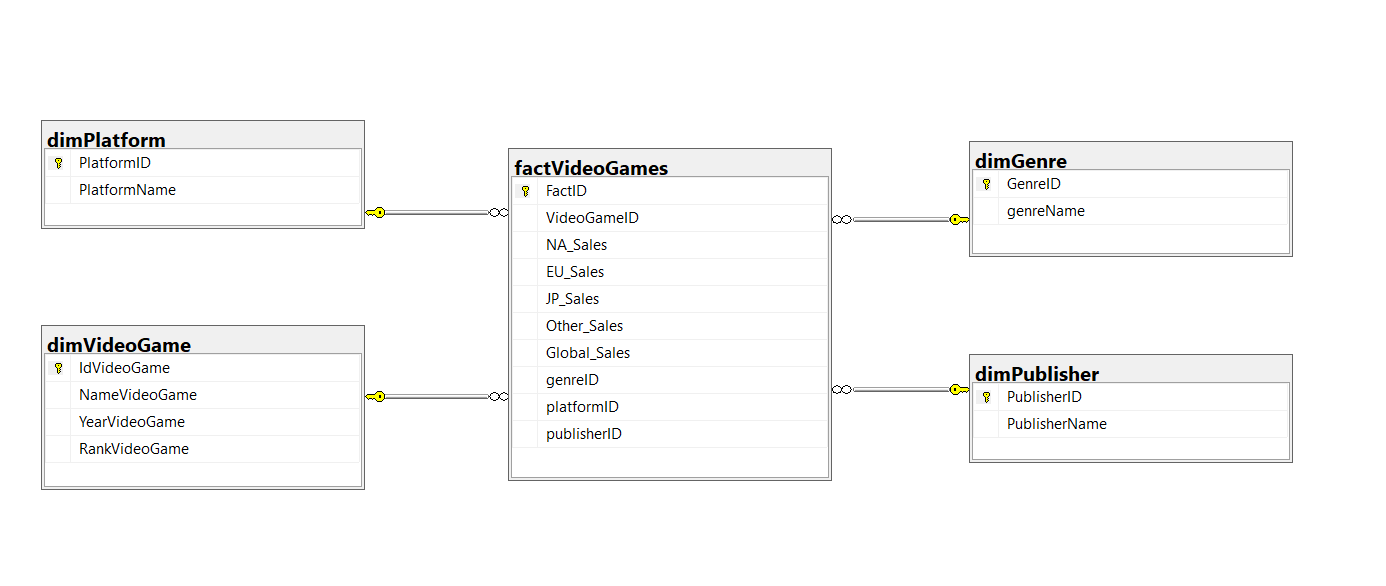 dimPlatform
PlatformID
PlatformName
dimVideoGame
IdVideoGame
NameVideoGame
YearVideoGame
RankVideoGame
factVideoGames
FactID
VideoGameID
NA_Sales
EU_Sales
JP_Sales
Other_Sales
Global_Sales
genreID
platformID
publisherID
dimGenre
GenreID
genreName
dimPublisher
PublisherID
PublisherName